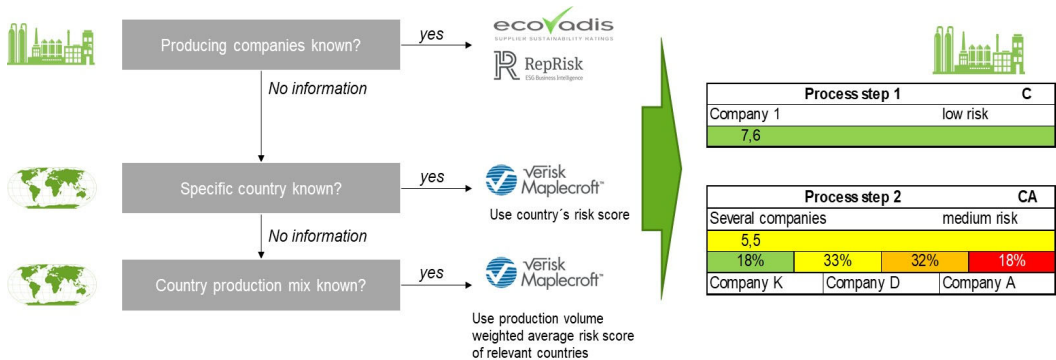 Producing companies known?
yes
ecovadis
SUPPLIER SUSTAINABILITY RATINGS
RepRisk
ESG Business Intelligence
No information
Specific country known?
yes
verisk
Maplecroft™
Use country´s risk score
No information
Country production mix known?
yes
verisk
Maplecroft™
Use production volume
weighted average risk score
of relevant countries
Process step 1 C
Company 1 low risk
7,6
Process step 2 CA
Several companies medium risk
5,5
18% 33% 32% 18%
Company K Company D Company A